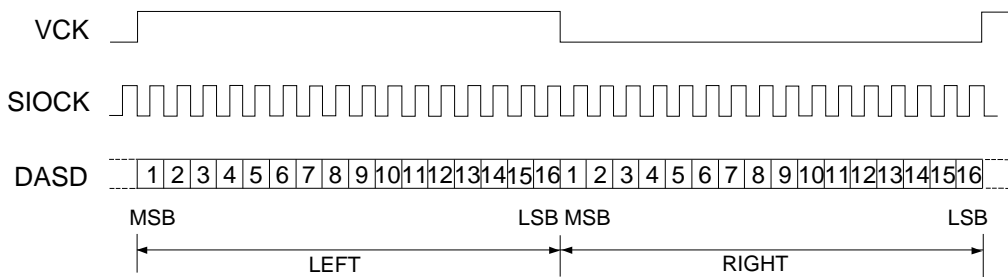 VCK
SIOCK
DASD 1 2 3 4 5 6 7 8 9 10 11 12 13 14 15 16 1 2 3 4 5 6 7 8 9 10 11 12 13 14 15 16
MSB LSB MSB LSB
LEFT RIGHT